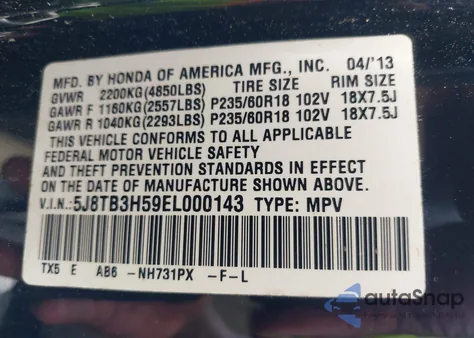 MFD. BY HONDA OF AMERICA MFG., INC. 04/'13
GVWR 2200KG(4850LBS) TIRE SIZE RIM SIZE
GAWR F 1160KG(2557LBS) P235/60R18 102V 18X7.5J
GAWR R 1040KG(2293LBS) P235/60R18 102V 18X7.5J
THIS VEHICLE CONFORMS TO ALL APPLICABLE
FEDERAL MOTOR VEHICLE SAFETY
AND THEFT PREVENTION STANDARDS IN EFFECT
ON THE DATE OF MANUFACTURE SHOWN ABOVE.
V.I.N.: 5J8TB3H59EL000143 TYPE: MPV
TX5 E AB6 -NH731PX -F-L
autoSnap